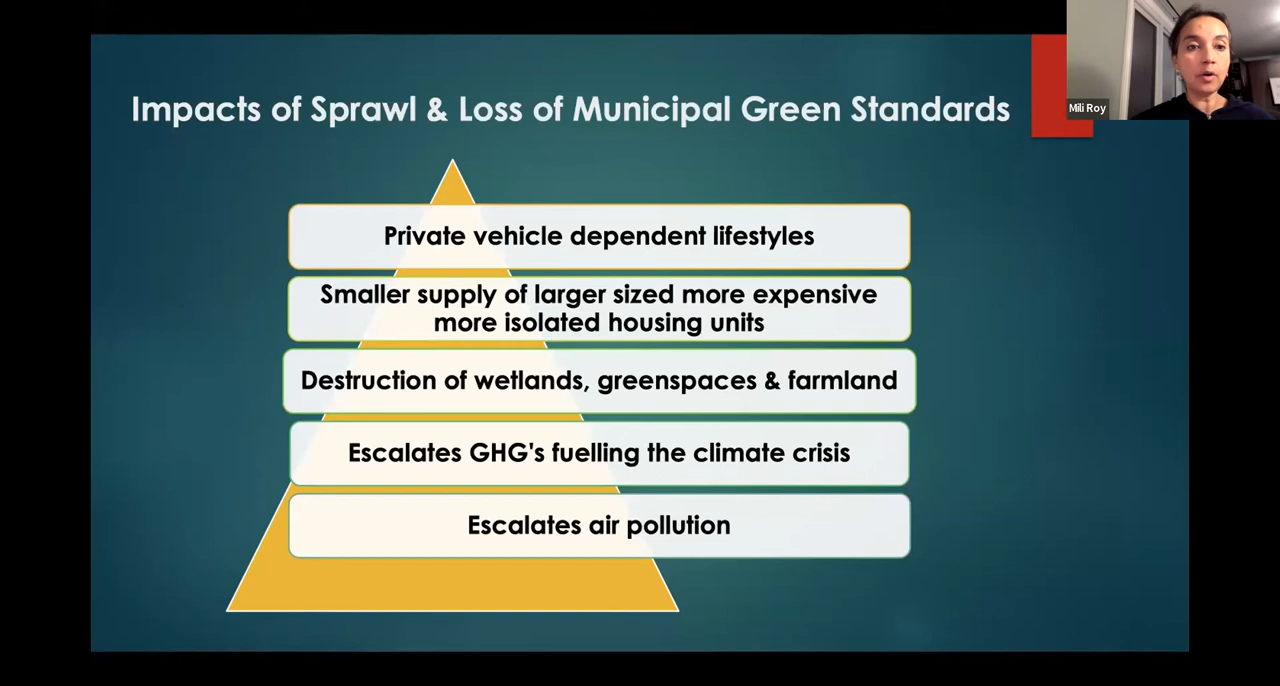 Impacts of Sprawl & Loss of Municipal Green Standards
Mili Roy
Private vehicle dependent lifestyles
Smaller supply of larger sized more expensive
more isolated housing units
Destruction of wetlands, greenspaces & farmland
Escalates GHG's fuelling the climate crisis
Escalates air pollution